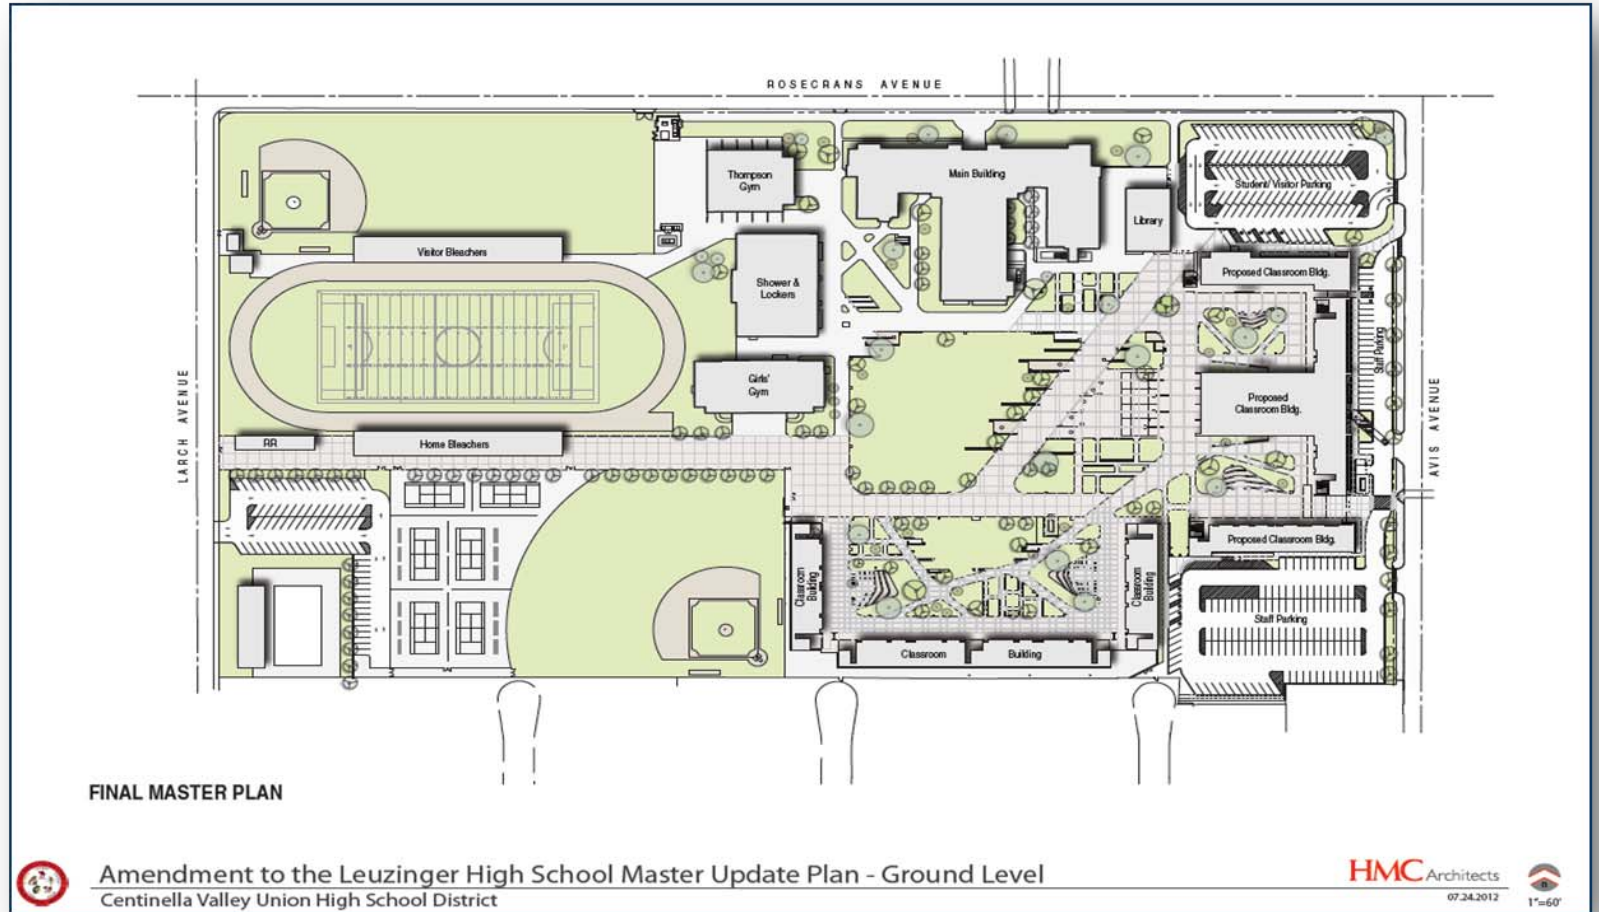 ROSECRANS AVENUE
Thompson
Gym
Main Building
Library
Student/ Visitor Parking
Visitor Bleachers
Proposed Classroom Bldg.
Shower &
Lockers
Staff Parking
LARCH AVENUE
Girls'
Gym
Proposed
Classroom Bldg.
AVIS AVENUE
RR
Home Bleachers
Proposed Classroom Bldg.
Classroom
Building
Classroom
Building
Staff Parking
Classroom Building
FINAL MASTER PLAN
Amendment to the Leuzinger High School Master Update Plan - Ground Level
Centinella Valley Union High School District
HMC Architects
07.24.2012
1"=60'